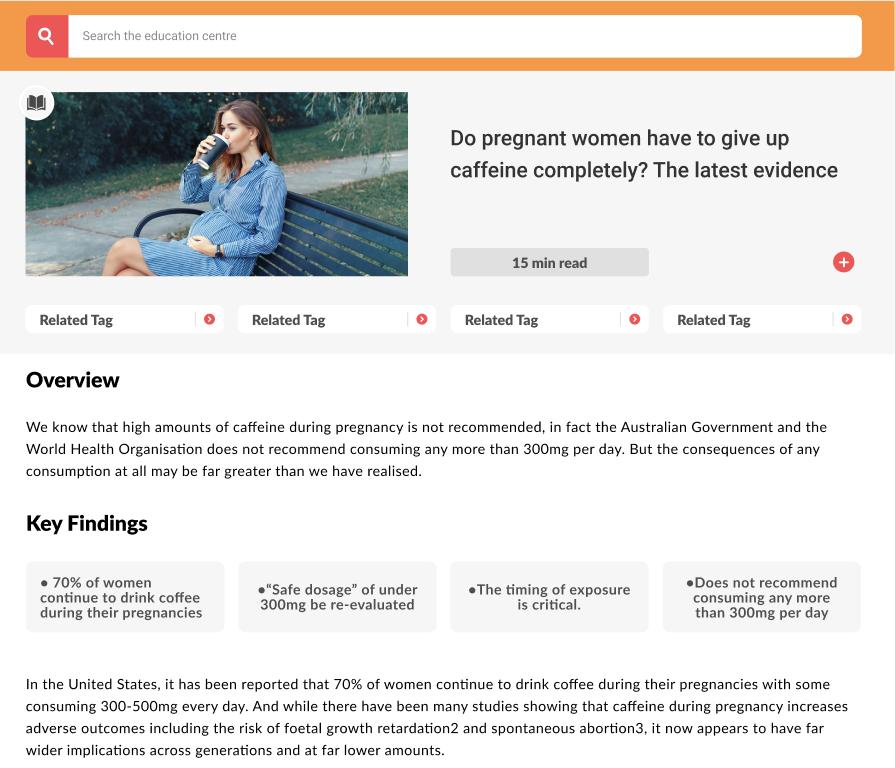 Search the education centre
Do pregnant women have to give up
caffeine completely? The latest evidence
15 min read
Related Tag
Related Tag
Related Tag
Related Tag
Overview
We know that high amounts of caffeine during pregnancy is not recommended, in fact the Australian Government and the
World Health Organisation does not recommend consuming any more than 300mg per day. But the consequences of any
consumption at all may be far greater than we have realised.
Key Findings
● 70% of women
continue to drink coffee
during their pregnancies
●“Safe dosage” of under
300mg be re-evaluated
●The timing of exposure
is critical.
●Does not recommend
consuming any more
than 300mg per day
In the United States, it has been reported that 70% of women continue to drink coffee during their pregnancies with some
consuming 300-500mg every day. And while there have been many studies showing that caffeine during pregnancy increases
adverse outcomes including the risk of foetal growth retardation2 and spontaneous abortion3, it now appears to have far
wider implications across generations and at far lower amounts.